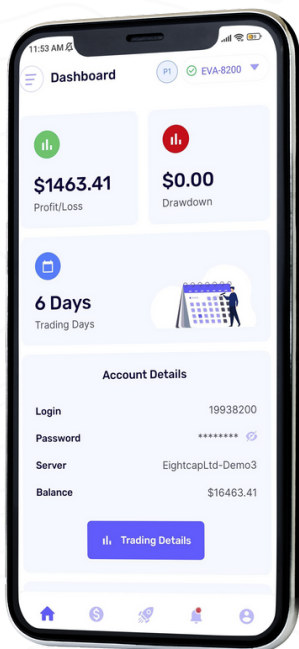 11:53 AM
Dashboard
P1
EVA-8200
$1463.41
Profit/Loss
$0.00
Drawdown
6 Days
Trading Days
Account Details
Login 19938200
Password ********
Server EightcapLtd-Demo3
Balance $16463.41
Trading Details